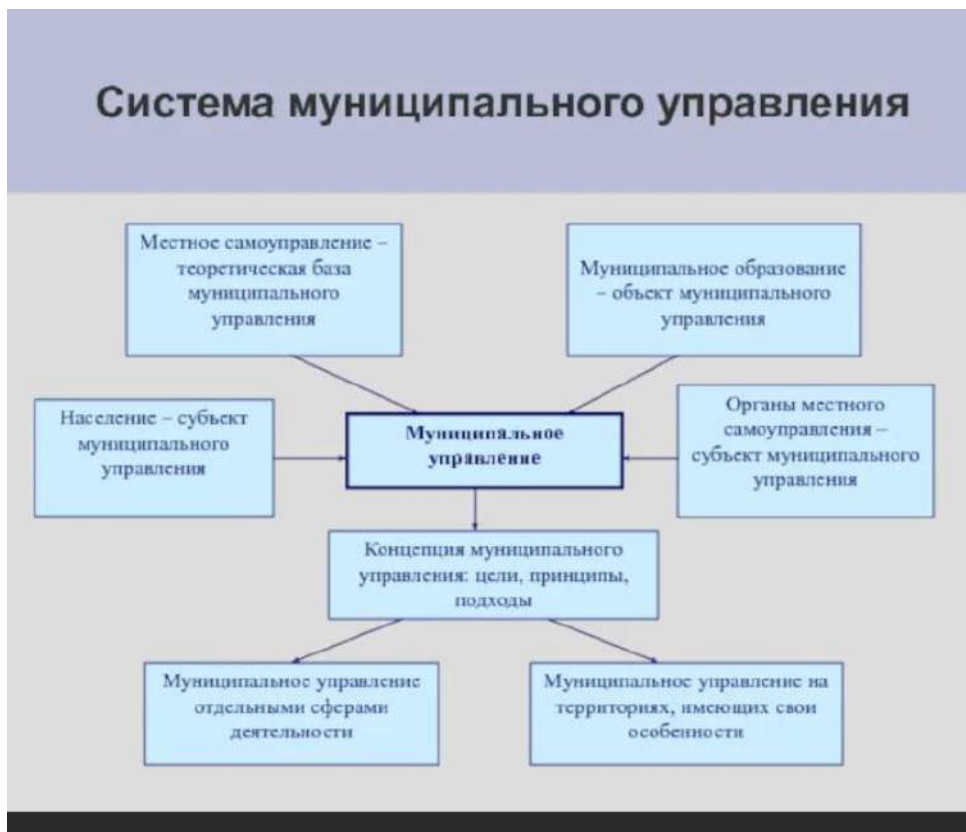 Система муниципального управления
Местное самоуправление –
теоретическая база
муниципального
управления
Муниципальное образование
– объект муниципального
управления
Население – субъект
муниципального
управления
Муниципальное
управление
Органы местного
самоуправления –
субъект муниципального
управления
Концепция муниципального
управления: цели, принципы,
подходы
Муниципальное управление
отдельными сферами
деятельности
Муниципальное управление на
территориях, имеющих свои
особенности